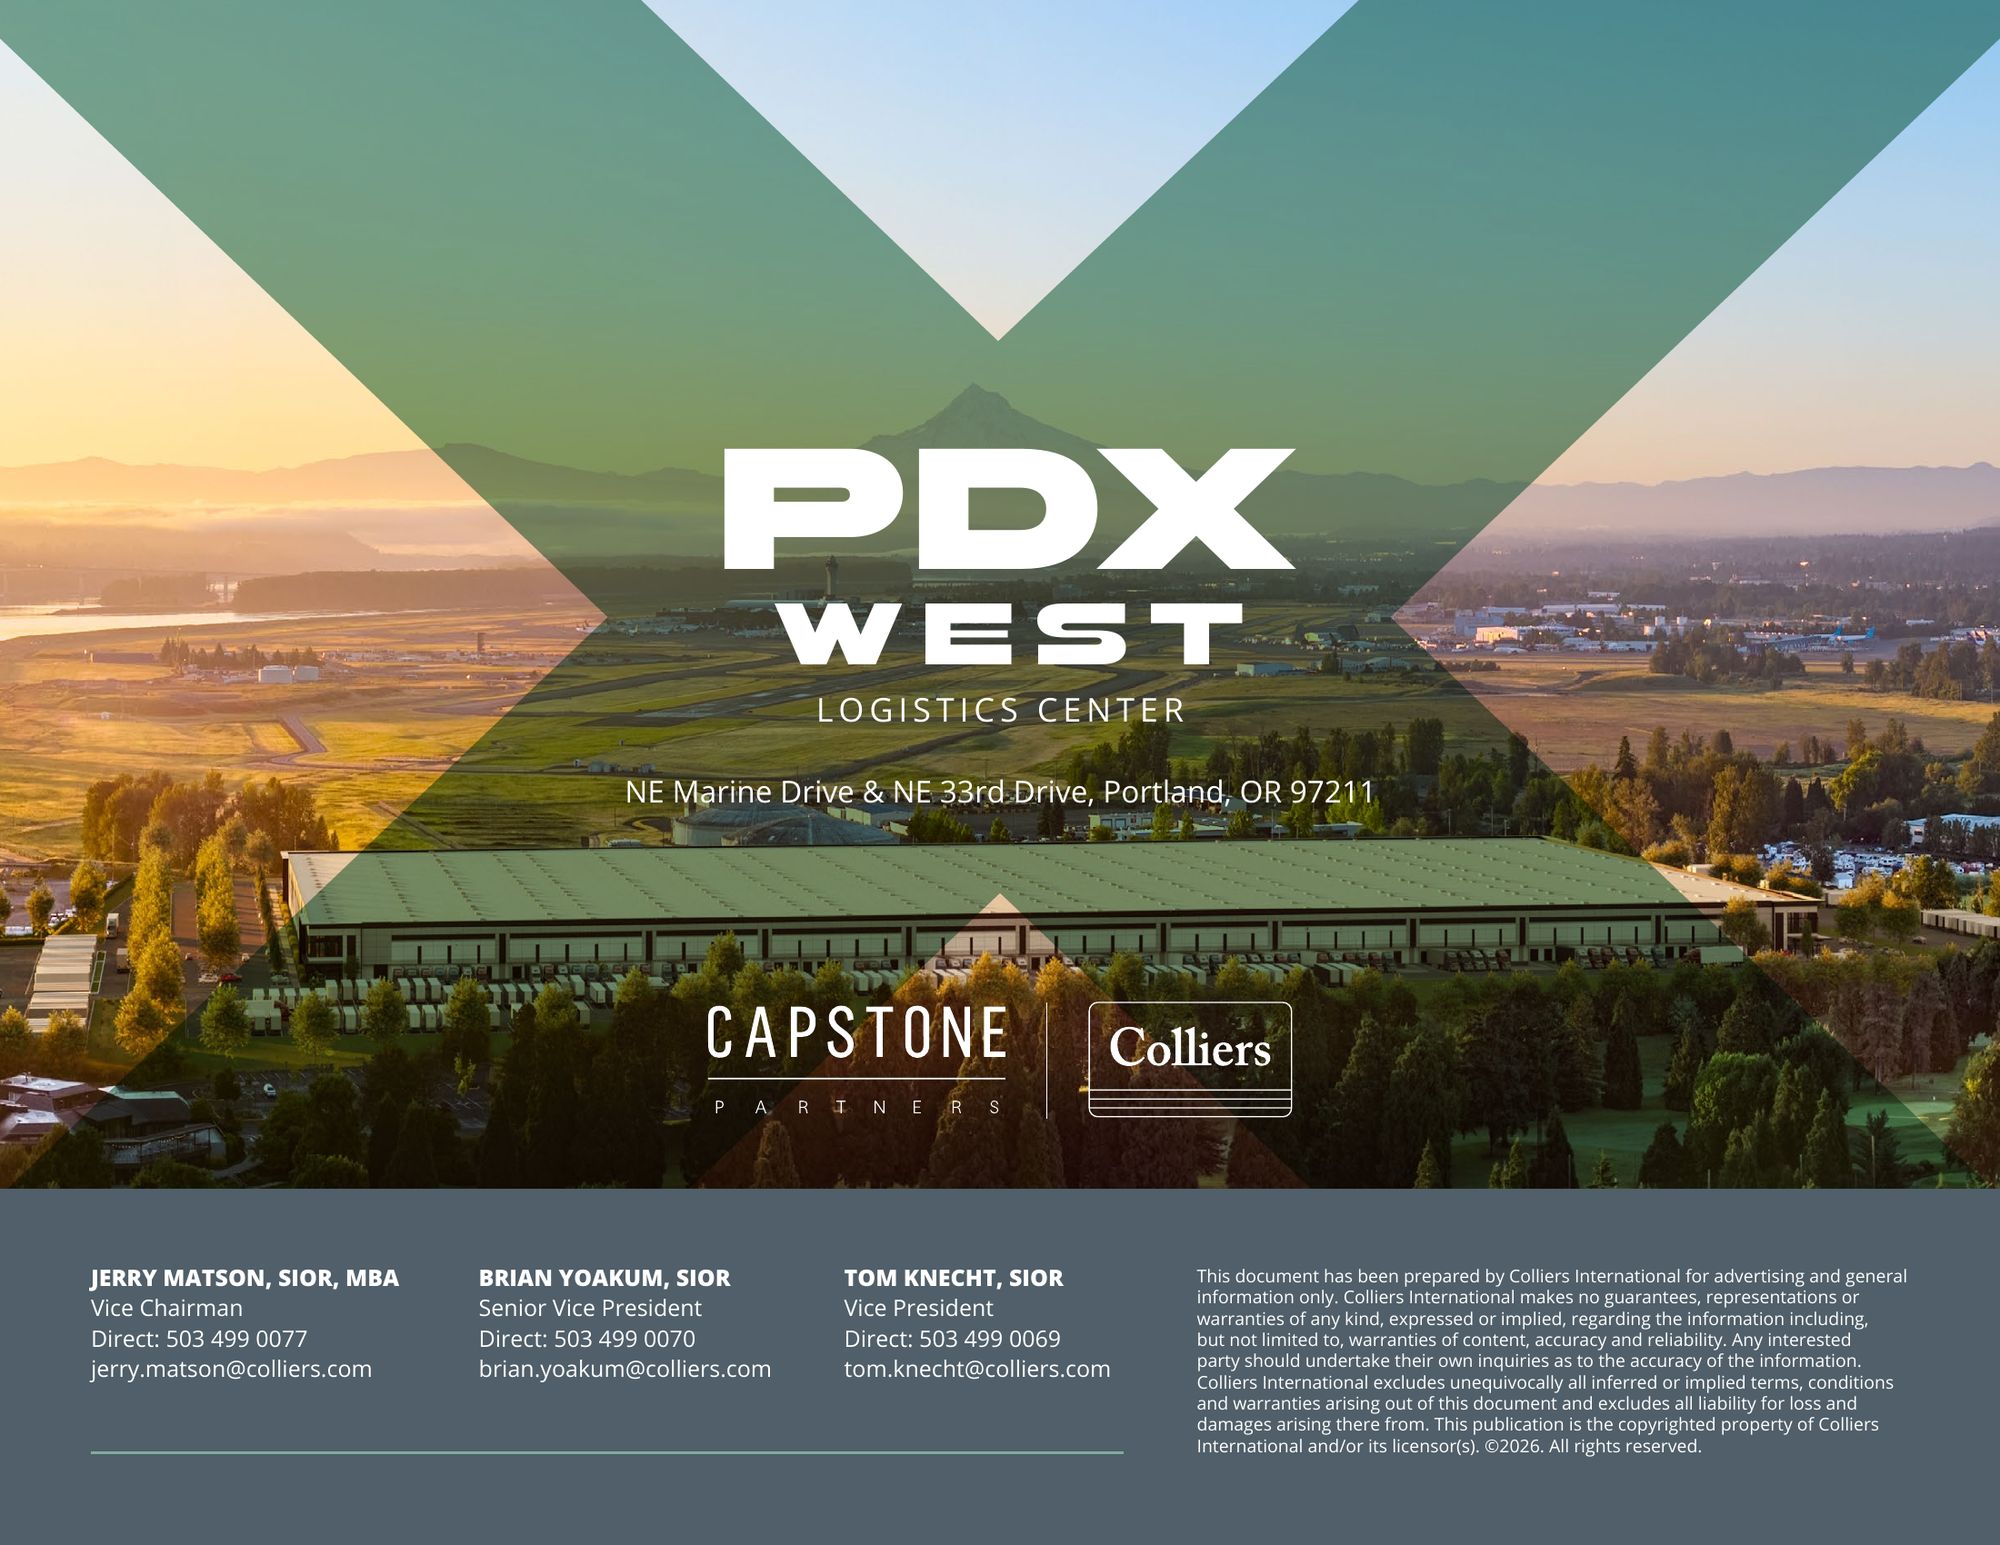 PDX
WEST
LOGISTICS CENTER
NE Marine Drive & NE 33rd Drive, Portland, OR 97211
CAPSTONE
PARTNERS
Colliers
JERRY MATSON, SIOR, MBA
Vice Chairman
Direct: 503 499 0077
jerry.matson@colliers.com
BRIAN YOAKUM, SIOR
Senior Vice President
Direct: 503 499 0070
brian.yoakum@colliers.com
TOM KNECHT, SIOR
Vice President
Direct: 503 499 0069
tom.knecht@colliers.com
This document has been prepared by Colliers International for advertising and general
information only. Colliers International makes no guarantees, representations or
warranties of any kind, expressed or implied, regarding the information including,
but not limited to, warranties of content, accuracy and reliability. Any interested
party should undertake their own inquiries as to the accuracy of the information.
Colliers International excludes unequivocally all inferred or implied terms, conditions
and warranties arising out of this document and excludes all liability for loss and
damages arising there from. This publication is the copyrighted property of Colliers
International and/or its licensor(s). ©2026. All rights reserved.